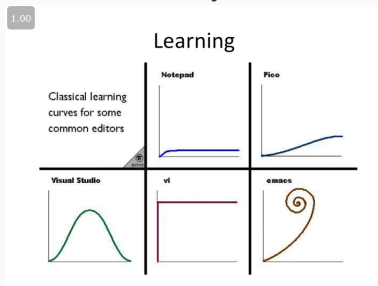 1.00
Learning
Classical learning
curves for some
common editors
Notepad
Pico
Visual Studio
vi
emacs